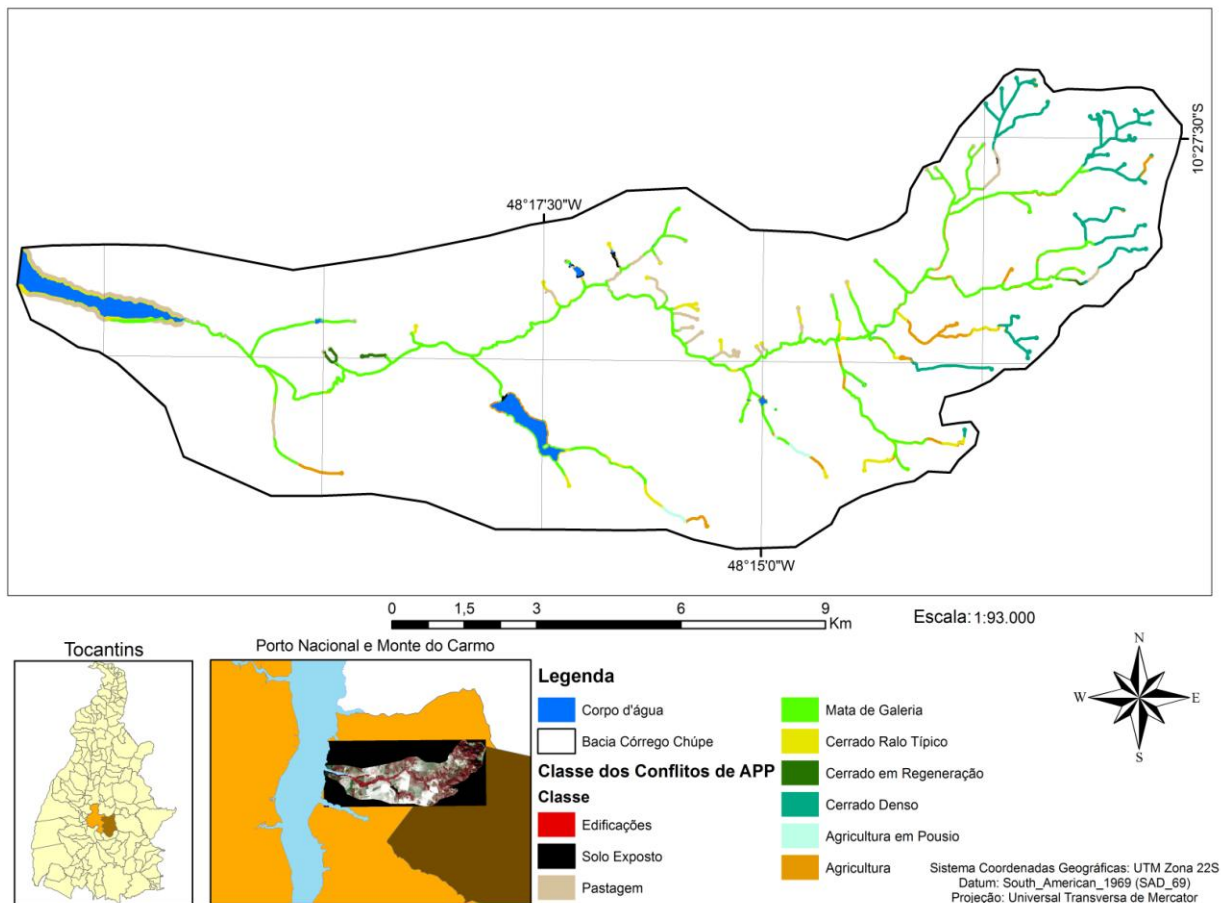 10°27'30"S
48°17'30"W
48°15'0"W
0 1,5 3 6 9
Km
Escala: 1:93.000
Tocantins
Porto Nacional e Monte do Carmo
Legenda
Corpo d'água
Bacia Córrego Chúpe
Classe dos Conflitos de APP
Classe
Edificações
Solo Exposto
Pastagem
Mata de Galeria
Cerrado Ralo Típico
Cerrado em Regeneração
Cerrado Denso
Agricultura em Pousio
Agricultura
N
W E
S
Sistema Coordenadas Geográficas: UTM Zona 22S
Datum: South_American_1969 (SAD_69)
Projeção: Universal Transversa de Mercator